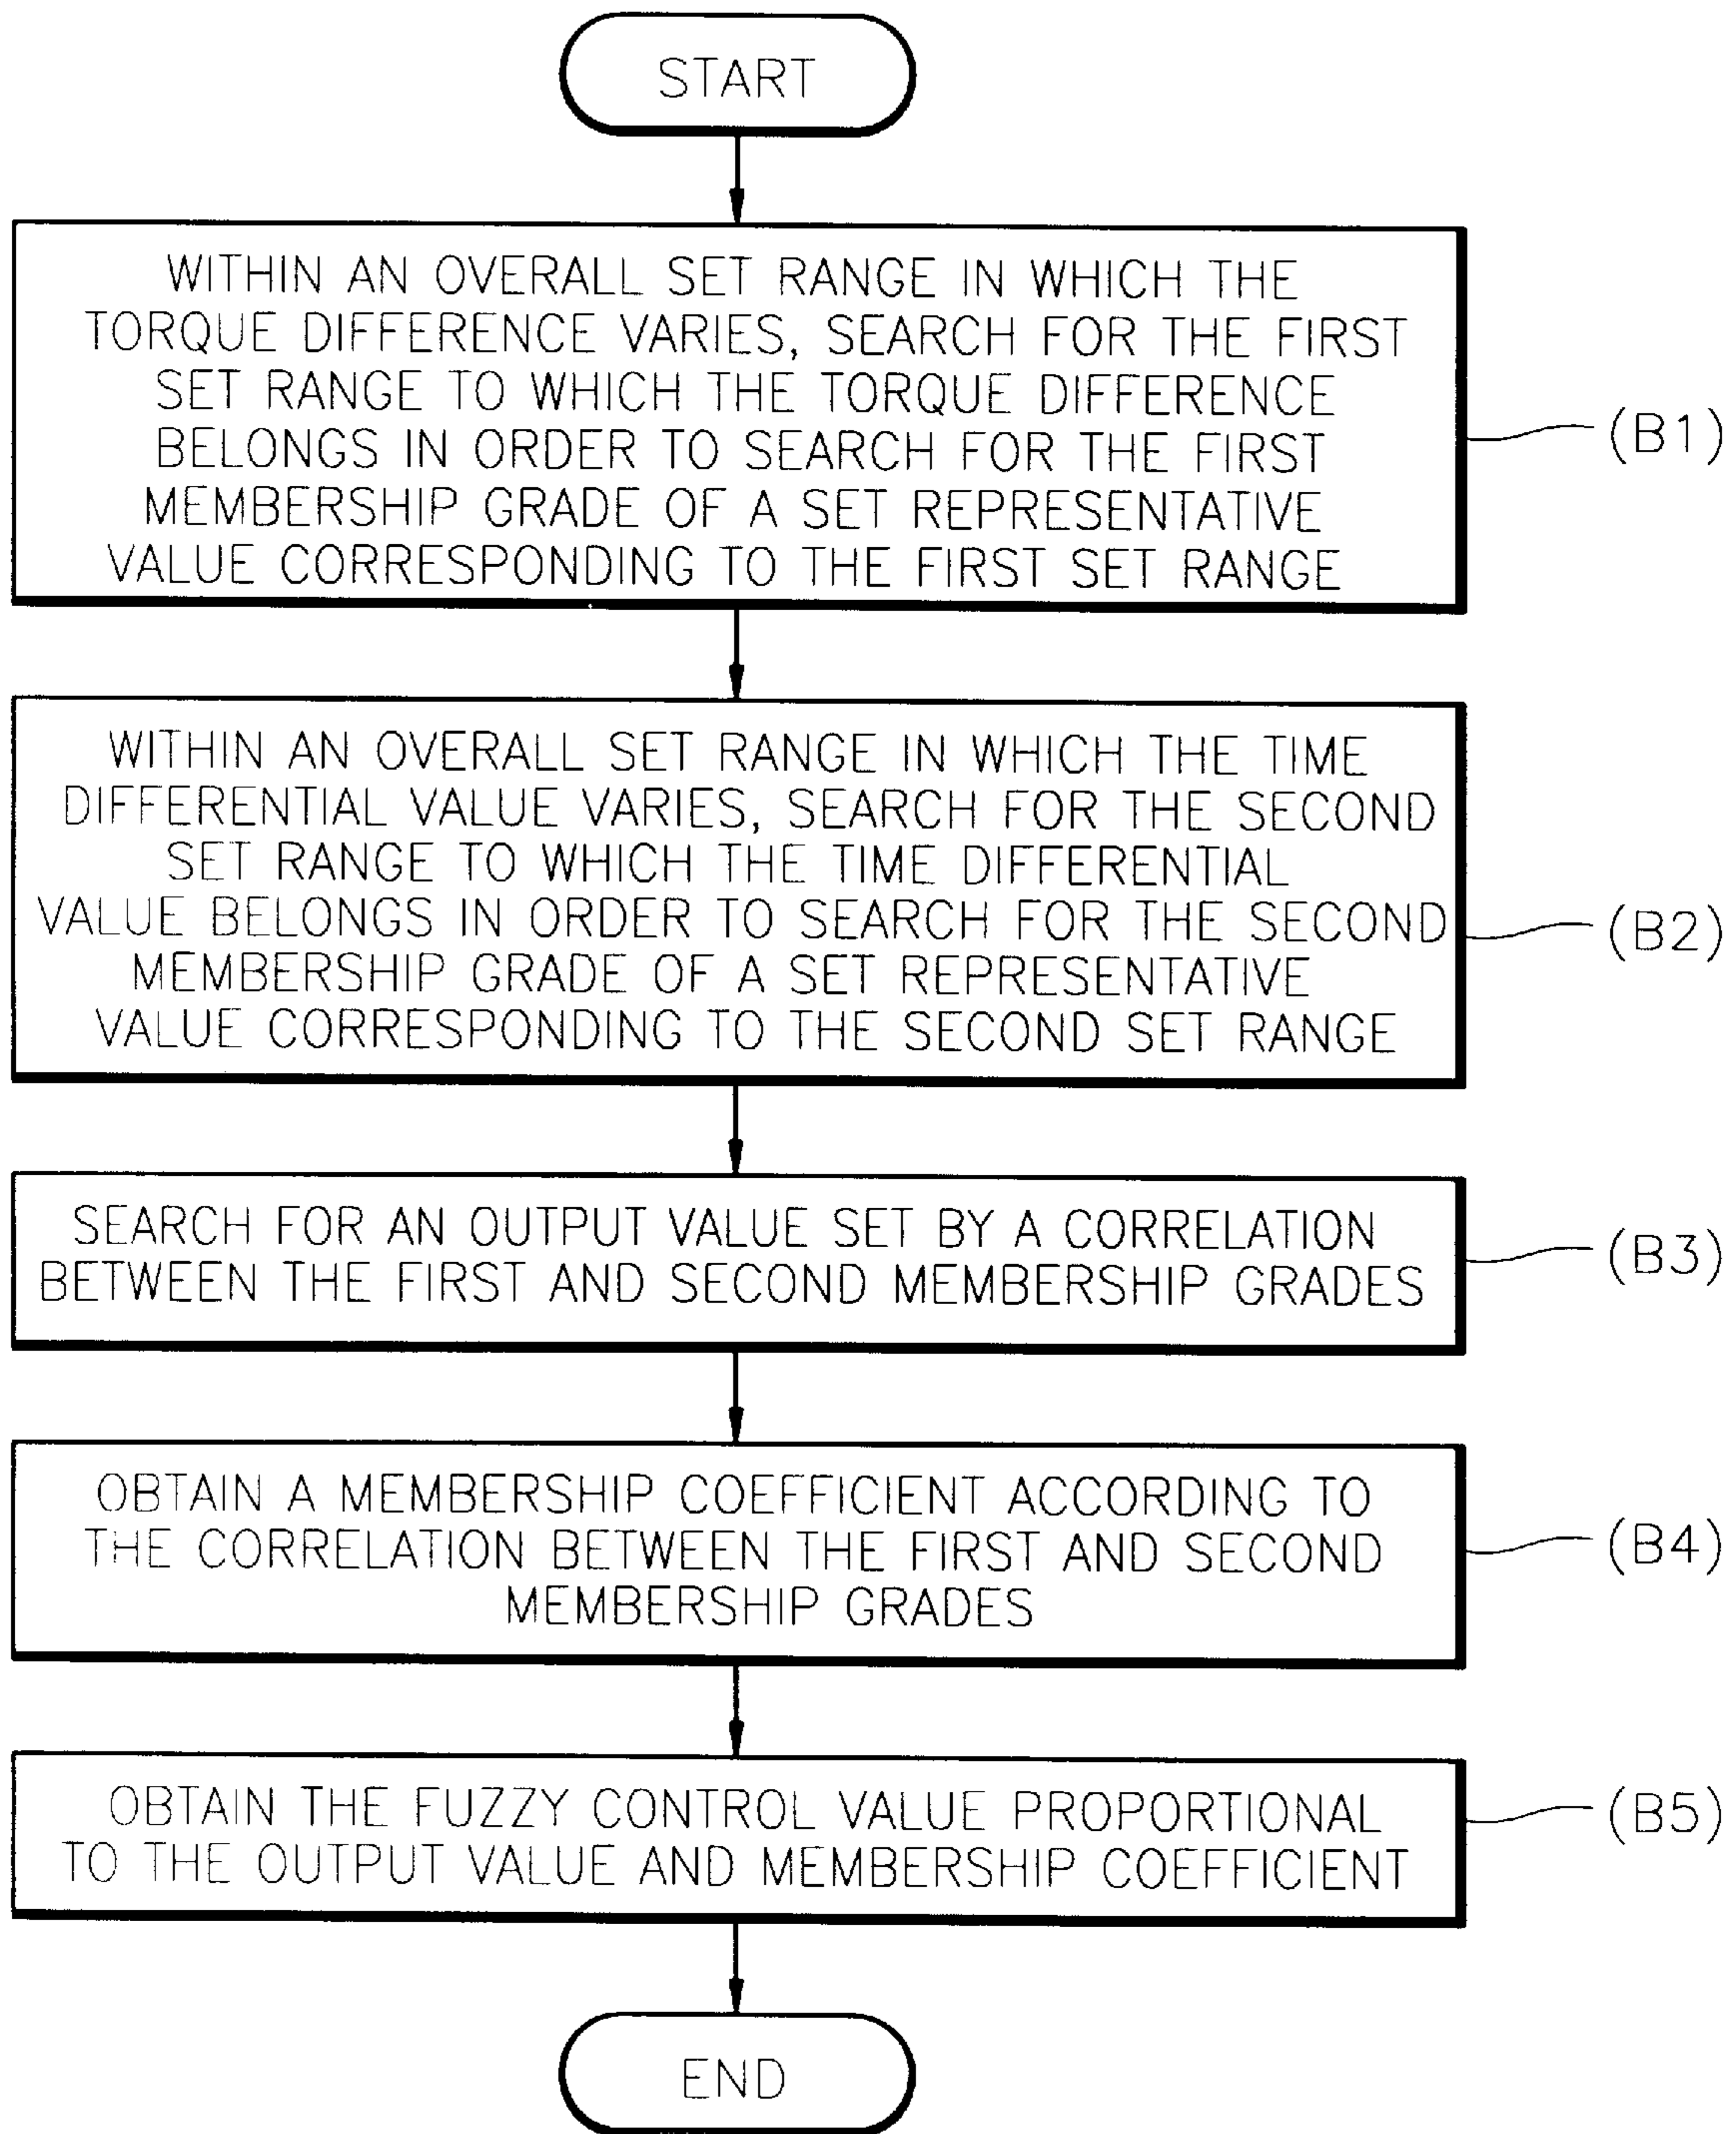 START
WITHIN AN OVERALL SET RANGE IN WHICH THE
TORQUE DIFFERENCE VARIES, SEARCH FOR THE FIRST
SET RANGE TO WHICH THE TORQUE DIFFERENCE
BELONGS IN ORDER TO SEARCH FOR THE FIRST
MEMBERSHIP GRADE OF A SET REPRESENTATIVE
VALUE CORRESPONDING TO THE FIRST SET RANGE
(B1)
WITHIN AN OVERALL SET RANGE IN WHICH THE TIME
DIFFERENTIAL VALUE VARIES, SEARCH FOR THE SECOND
SET RANGE TO WHICH THE TIME DIFFERENTIAL
VALUE BELONGS IN ORDER TO SEARCH FOR THE SECOND
MEMBERSHIP GRADE OF A SET REPRESENTATIVE
VALUE CORRESPONDING TO THE SECOND SET RANGE
(B2)
SEARCH FOR AN OUTPUT VALUE SET BY A CORRELATION
BETWEEN THE FIRST AND SECOND MEMBERSHIP GRADES
(B3)
OBTAIN A MEMBERSHIP COEFFICIENT ACCORDING TO
THE CORRELATION BETWEEN THE FIRST AND SECOND
MEMBERSHIP GRADES
(B4)
OBTAIN THE FUZZY CONTROL VALUE PROPORTIONAL
TO THE OUTPUT VALUE AND MEMBERSHIP COEFFICIENT
(B5)
END